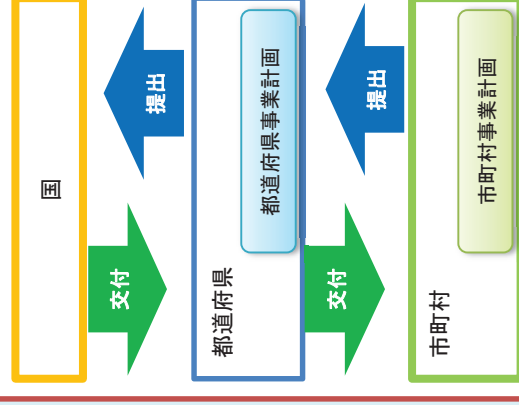 国
交付
提出
都道府県
都道府県事業計画
交付
提出
市町村
市町村事業計画